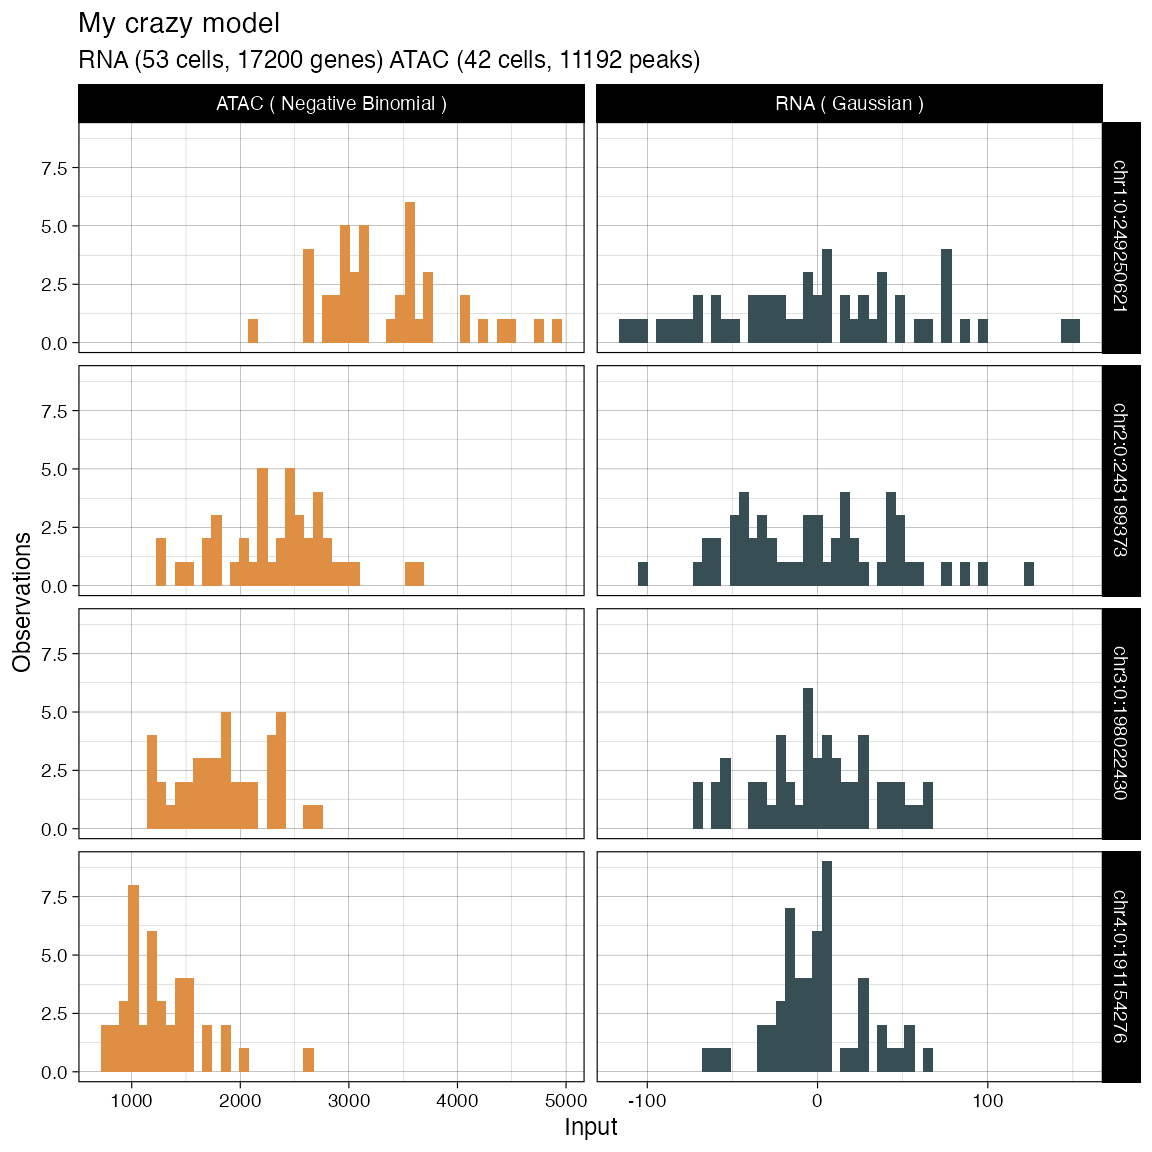 My crazy model
RNA (53 cells, 17200 genes) ATAC (42 cells, 11192 peaks)
ATAC ( Negative Binomial )
RNA ( Gaussian )
7.5
5.0
2.5
0.0
chr1:0:249250621
7.5
5.0
2.5
0.0
chr2:0:243199373
7.5
5.0
2.5
0.0
chr3:0:198022430
7.5
5.0
2.5
0.0
chr4:0:191154276
Observations
1000 2000 3000 4000 5000
-100 0 100
Input